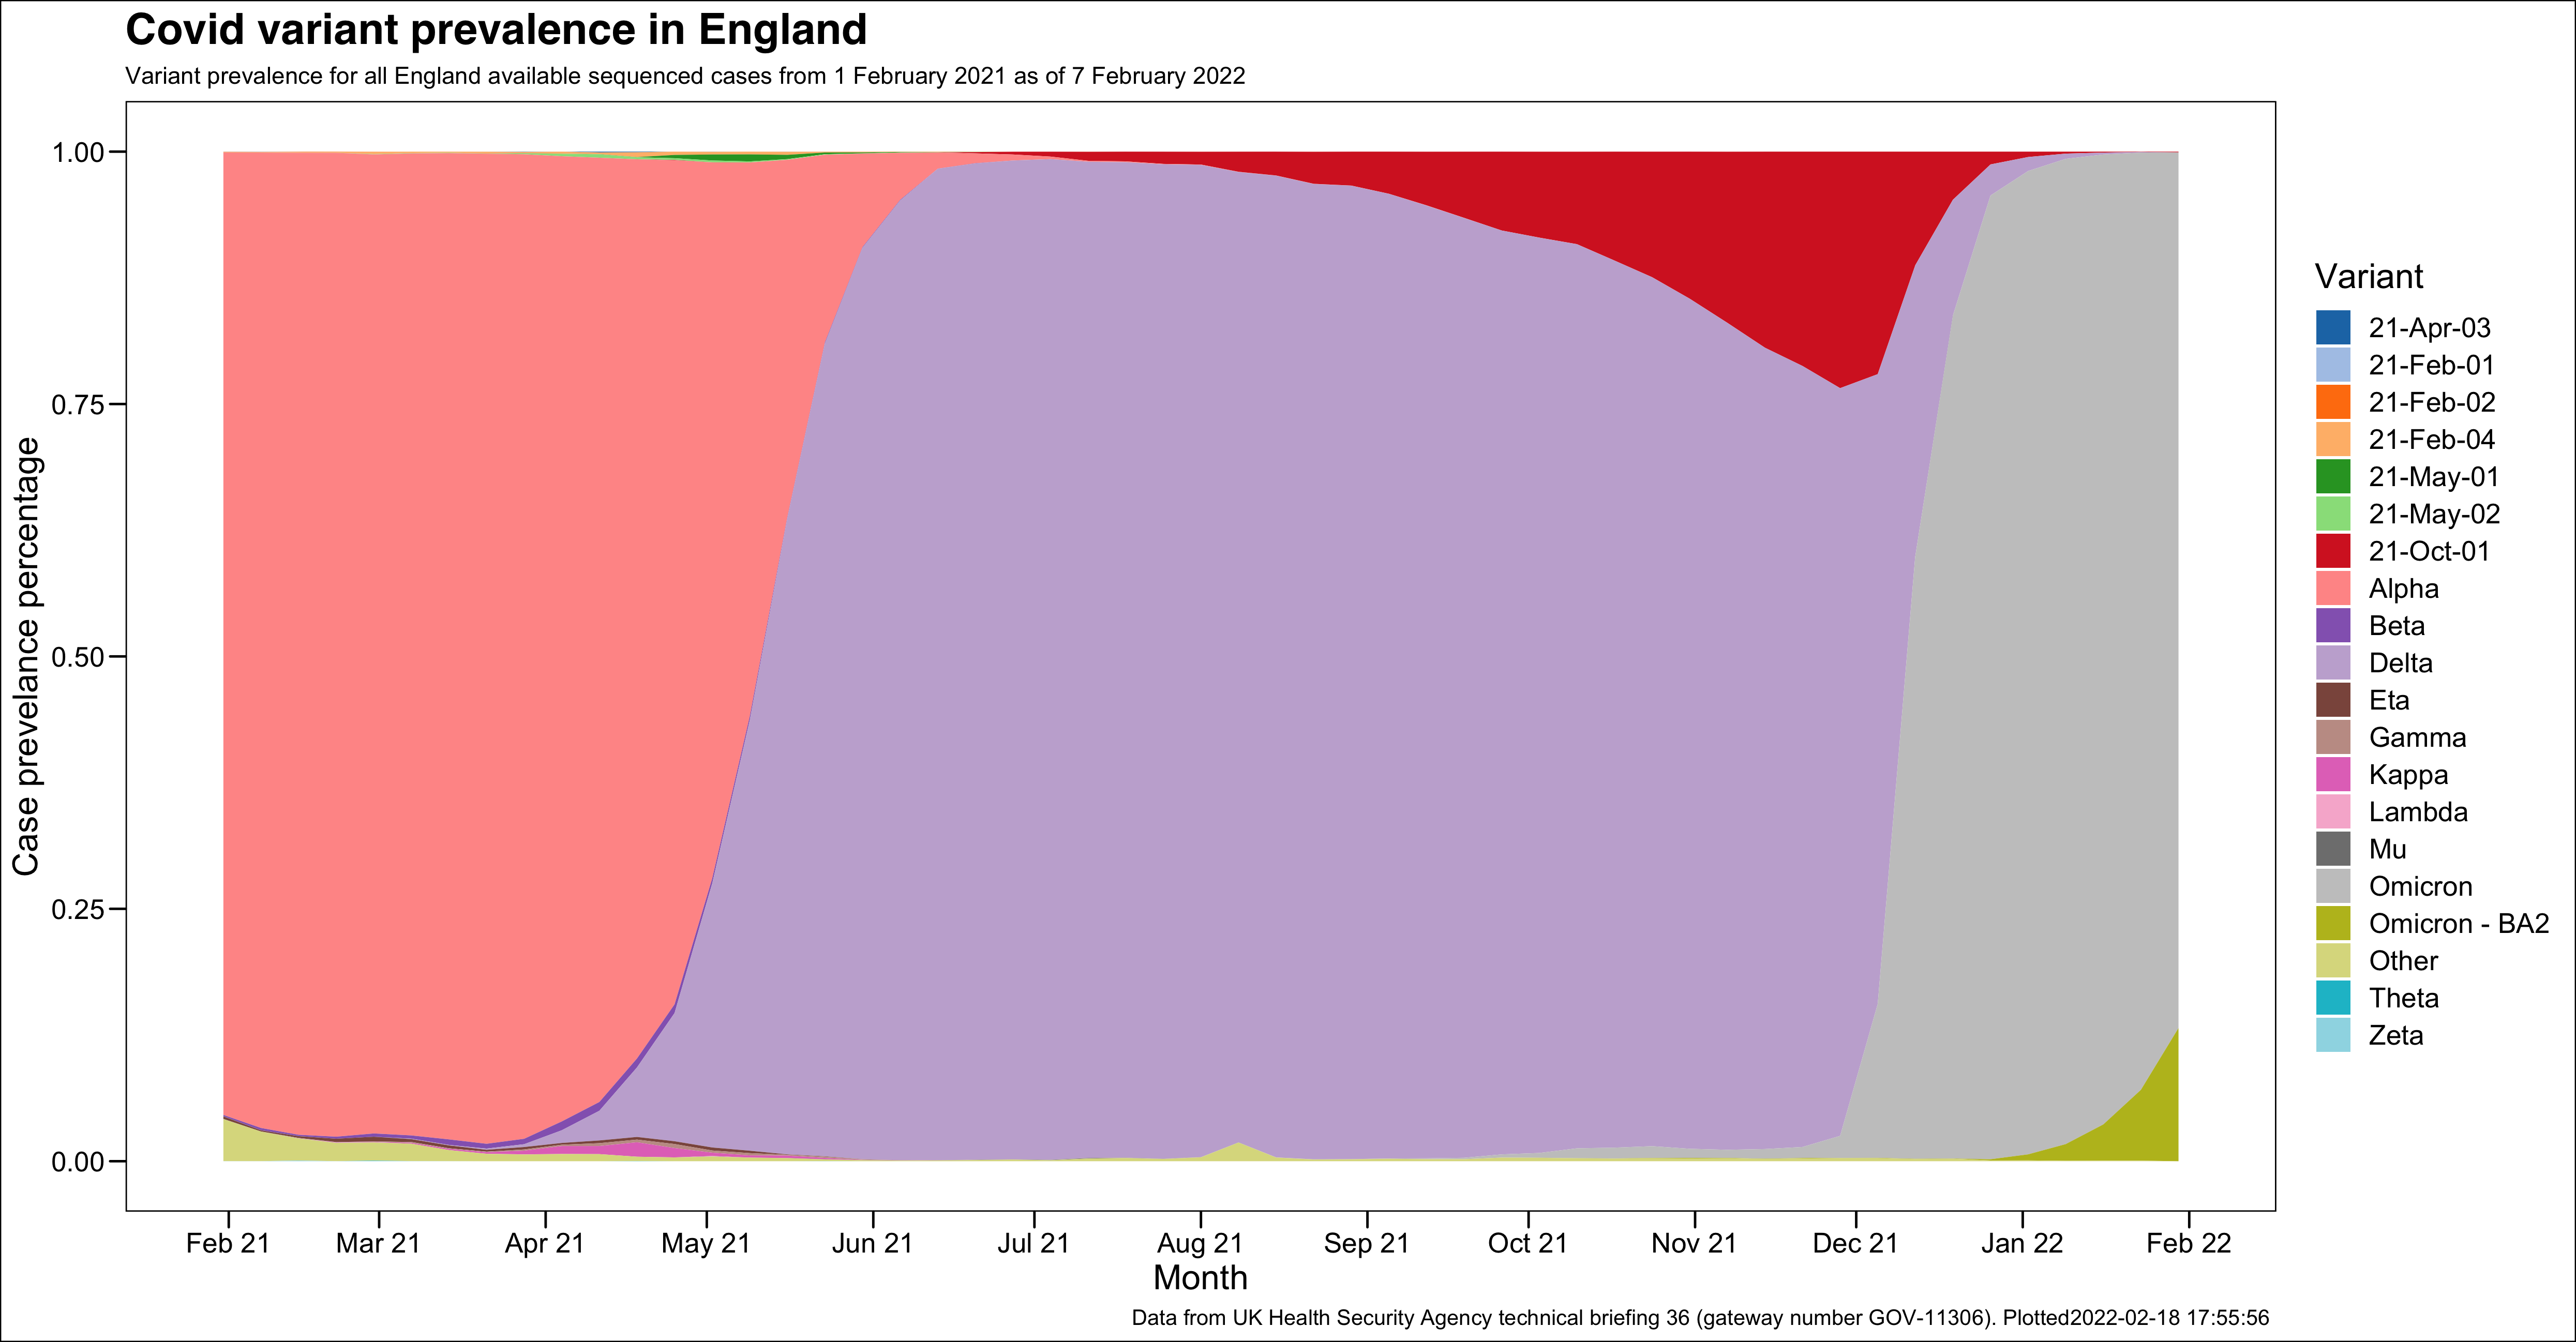 Covid variant prevalence in England
Variant prevalence for all England available sequenced cases from 1 February 2021 as of 7 February 2022
1.00
0.75
0.50
0.25
0.00
Case prevelance percentage
Feb 21 Mar 21 Apr 21 May 21 Jun 21 Jul 21 Aug 21 Sep 21 Oct 21 Nov 21 Dec 21 Jan 22 Feb 22
Month
Variant
21-Apr-03
21-Feb-01
21-Feb-02
21-Feb-04
21-May-01
21-May-02
21-Oct-01
Alpha
Beta
Delta
Eta
Gamma
Kappa
Lambda
Mu
Omicron
Omicron - BA2
Other
Theta
Zeta
Data from UK Health Security Agency technical briefing 36 (gateway number GOV-11306). Plotted2022-02-18 17:55:56